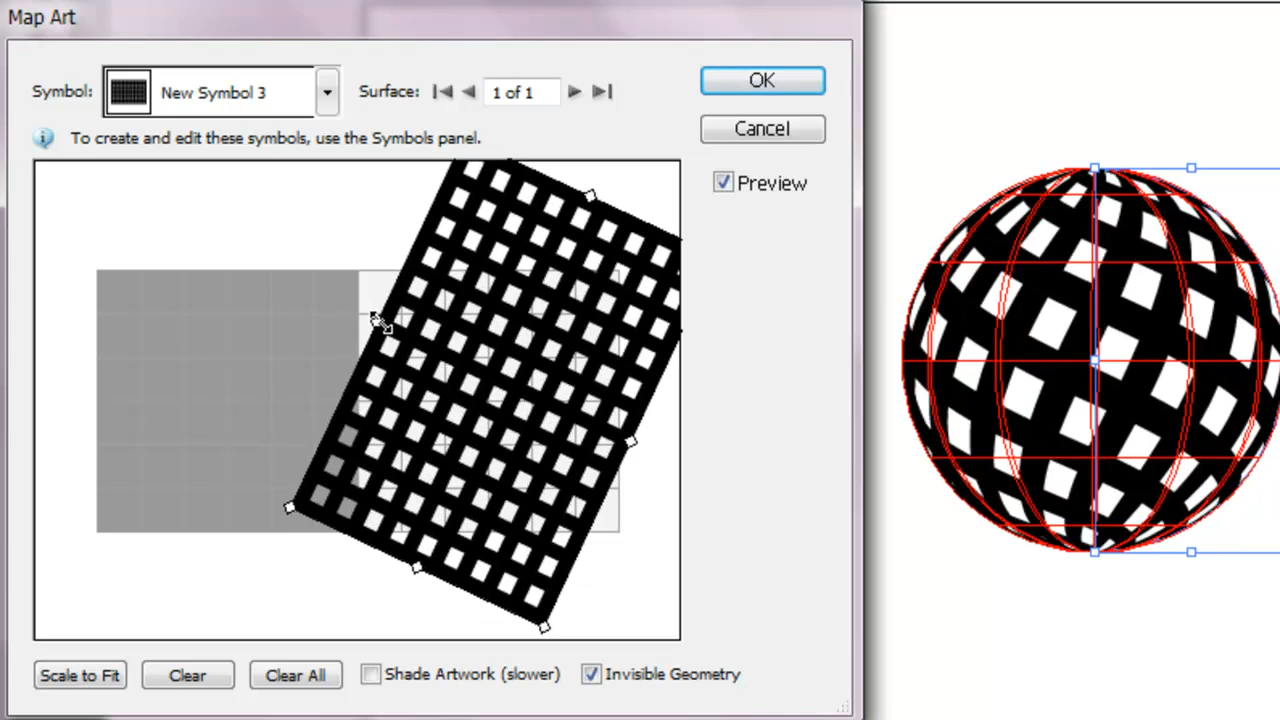 Map Art
Symbol: New Symbol 3 Surface: 1 of 1
OK
To create and edit these symbols, use the Symbols panel.
Cancel
Preview
Scale to Fit Clear Clear All Shade Artwork (slower) Invisible Geometry